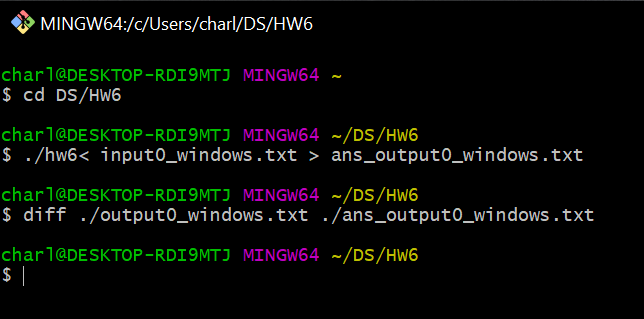 MINGW64:/c/Users/charl/DS/HW6
charl@DESKTOP-RDI9MTJ MINGW64 ~
$ cd DS/HW6
charl@DESKTOP-RDI9MTJ MINGW64 ~/DS/HW6
$ ./hw6< input0_windows.txt > ans_output0_windows.txt
charl@DESKTOP-RDI9MTJ MINGW64 ~/DS/HW6
$ diff ./output0_windows.txt ./ans_output0_windows.txt
charl@DESKTOP-RDI9MTJ MINGW64 ~/DS/HW6
$